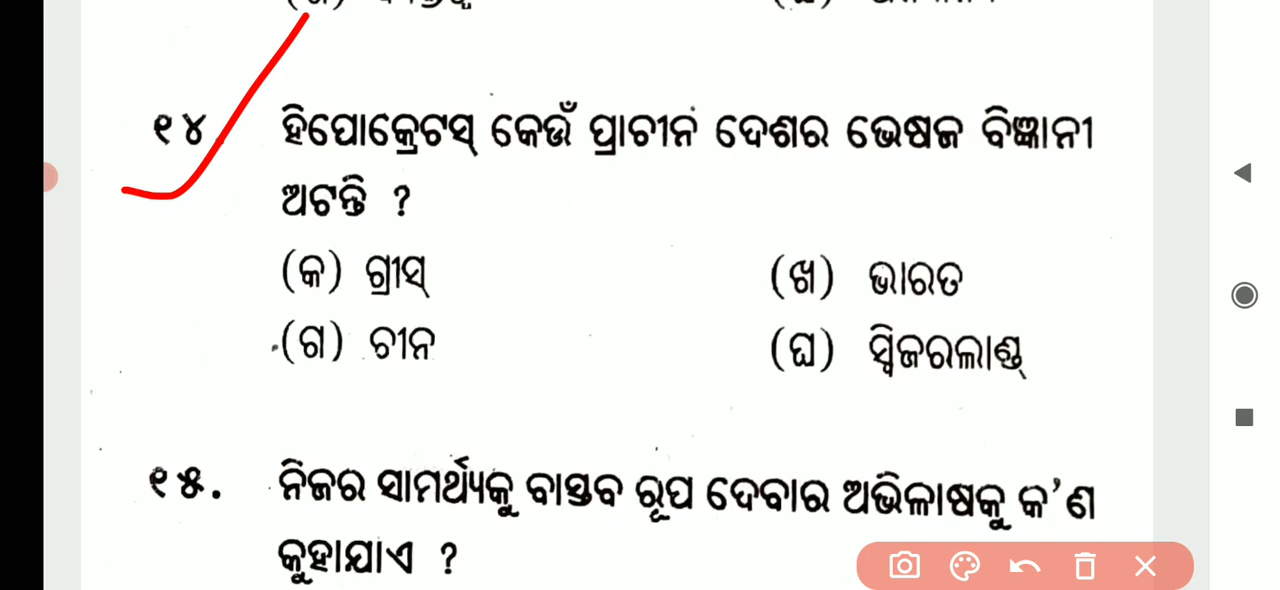 ୧୪. ହିପୋକ୍ରେଟସ୍ କେଉଁ ପ୍ରାଚୀନ ଦେଶର ଭେଷଜ ବିଜ୍ଞାନୀ
ଅଟନ୍ତି ?
(କ) ଗ୍ରୀସ୍ (ଖ) ଭାରତ
(ଗ) ଚୀନ (ଘ) ସ୍ୱିଜରଲାଣ୍ଡ୍
୧୫. ନିଜର ସାମର୍ଥ୍ୟକୁ ବାସ୍ତବ ରୂପ ଦେବାର ଅଭିଳାଷକୁ କ'ଣ
କୁହାଯାଏ ?